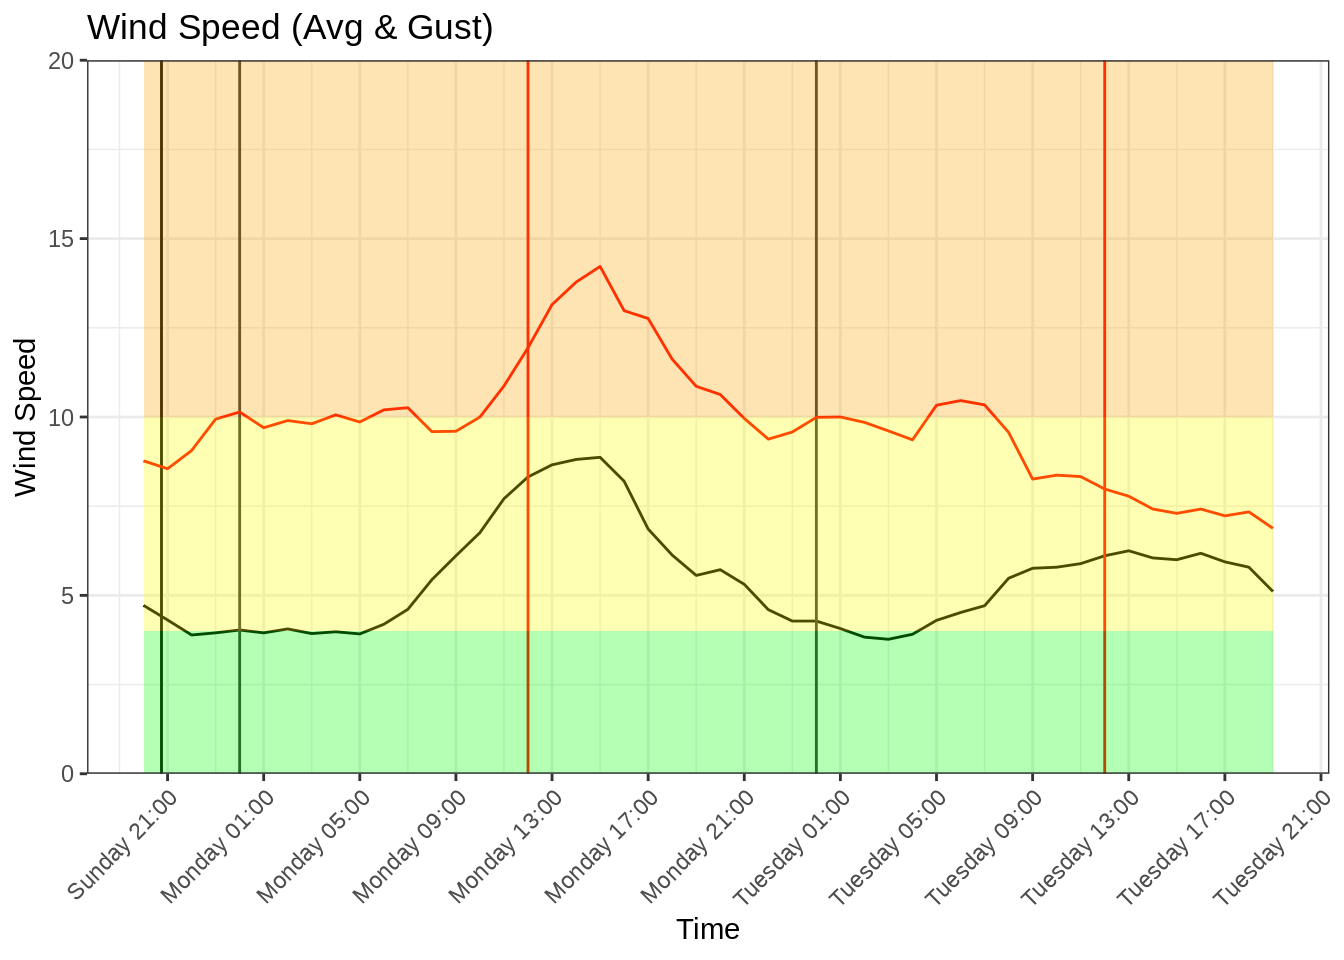 Wind Speed (Avg & Gust)
Wind Speed
20
15
10
5
0
Sunday 21:00
Monday 01:00
Monday 05:00
Monday 09:00
Monday 13:00
Monday 17:00
Monday 21:00
Tuesday 01:00
Tuesday 05:00
Tuesday 09:00
Tuesday 13:00
Tuesday 17:00
Tuesday 21:00
Time